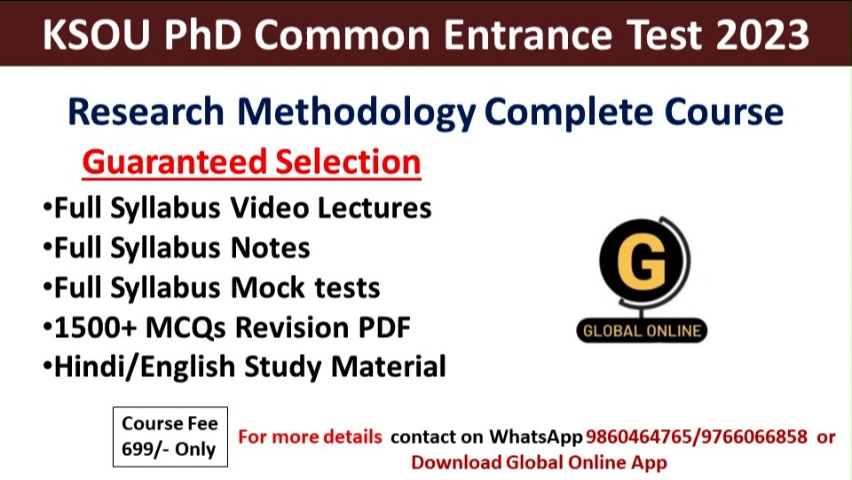 KSOU PhD Common Entrance Test 2023
Research Methodology Complete Course
Guaranteed Selection
•Full Syllabus Video Lectures
•Full Syllabus Notes
•Full Syllabus Mock tests
•1500+ MCQs Revision PDF
•Hindi/English Study Material
G
GLOBAL ONLINE
Course Fee
699/- Only
For more details contact on WhatsApp 9860464765/9766066858 or
Download Global Online App